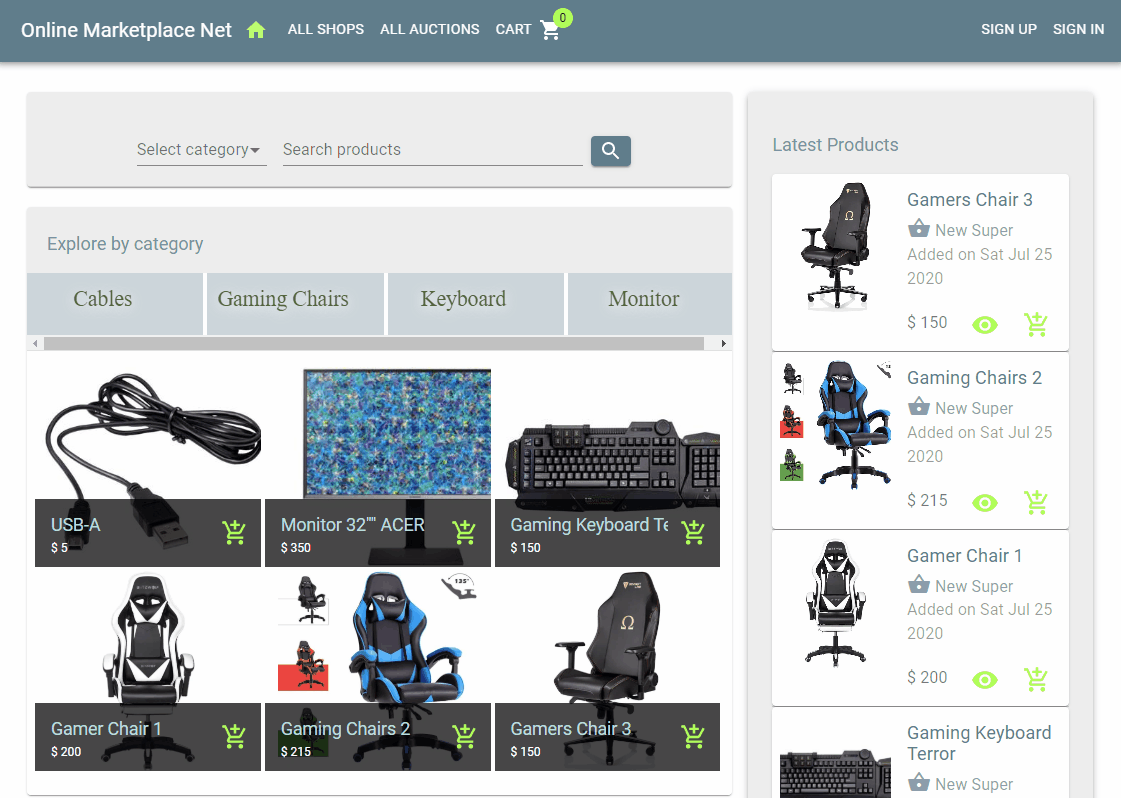 Online Marketplace Net
ALL SHOPS
ALL AUCTIONS
CART
0
SIGN UP
SIGN IN
Select category
Search products
Explore by category
Cables
Gaming Chairs
Keyboard
Monitor
USB-A
$ 5
Monitor 32"" ACER
$ 350
Gaming Keyboard Te
$ 150
135°
Gamer Chair 1
$ 200
Gaming Chairs 2
$ 215
Gamers Chair 3
$ 150
Latest Products
Gamers Chair 3
New Super
Added on Sat Jul 25
2020
$ 150
Gaming Chairs 2
New Super
Added on Sat Jul 25
2020
$ 215
Gamer Chair 1
New Super
Added on Sat Jul 25
2020
$ 200
Gaming Keyboard
Terror
New Super